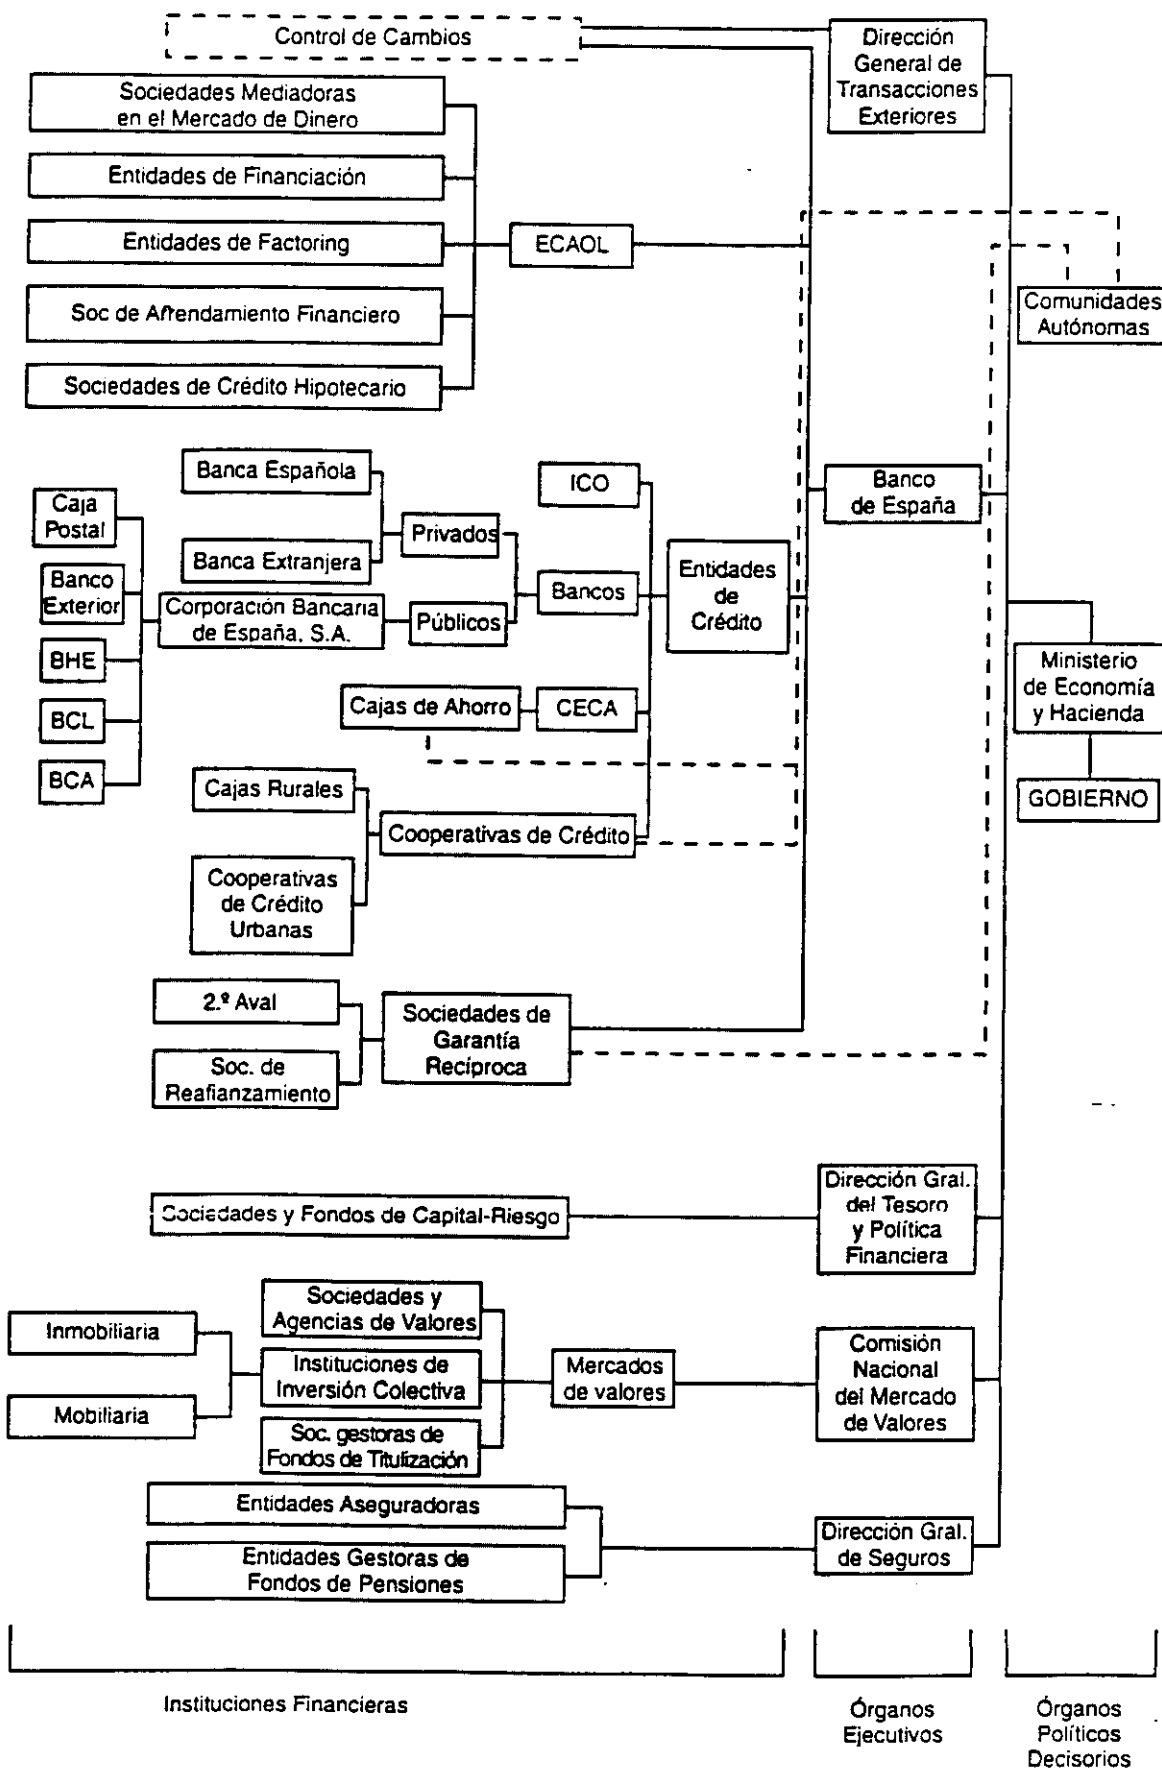 Control de Cambios
Dirección
General de
Transacciones
Exteriores
Sociedades Mediadoras
en el Mercado de Dinero
Entidades de Financiación
Entidades de Factoring
ECAOL
Soc de Arrendamiento Financiero
Comunidades
Autónomas
Sociedades de Crédito Hipotecario
Banca Española
ICO
Banco
de España
Caja
Postal
Privados
Banca Extranjera
Banco
Exterior
Bancos
Entidades
de
Crédito
Corporación Bancaria
de España, S.A.
Públicos
BHE
Ministerio
de Economía
y Hacienda
BCL
Cajas de Ahorro
CECA
BCA
Cajas Rurales
GOBIERNO
Cooperativas de Crédito
Cooperativas
de Crédito
Urbanas
2.º Aval
Sociedades de
Garantía
Recíproca
Soc. de
Reafianzamiento
Sociedades y Fondos de Capital-Riesgo
Dirección Gral.
del Tesoro
y Política
Financiera
Sociedades y
Agencias de Valores
Inmobiliaria
Instituciones de
Inversión Colectiva
Mercados
de valores
Comisión
Nacional
del Mercado
de Valores
Mobiliaria
Soc. gestoras de
Fondos de Titulización
Entidades Aseguradoras
Dirección Gral.
de Seguros
Entidades Gestoras de
Fondos de Pensiones
Instituciones Financieras
Órganos
Ejecutivos
Órganos
Políticos
Decisorios